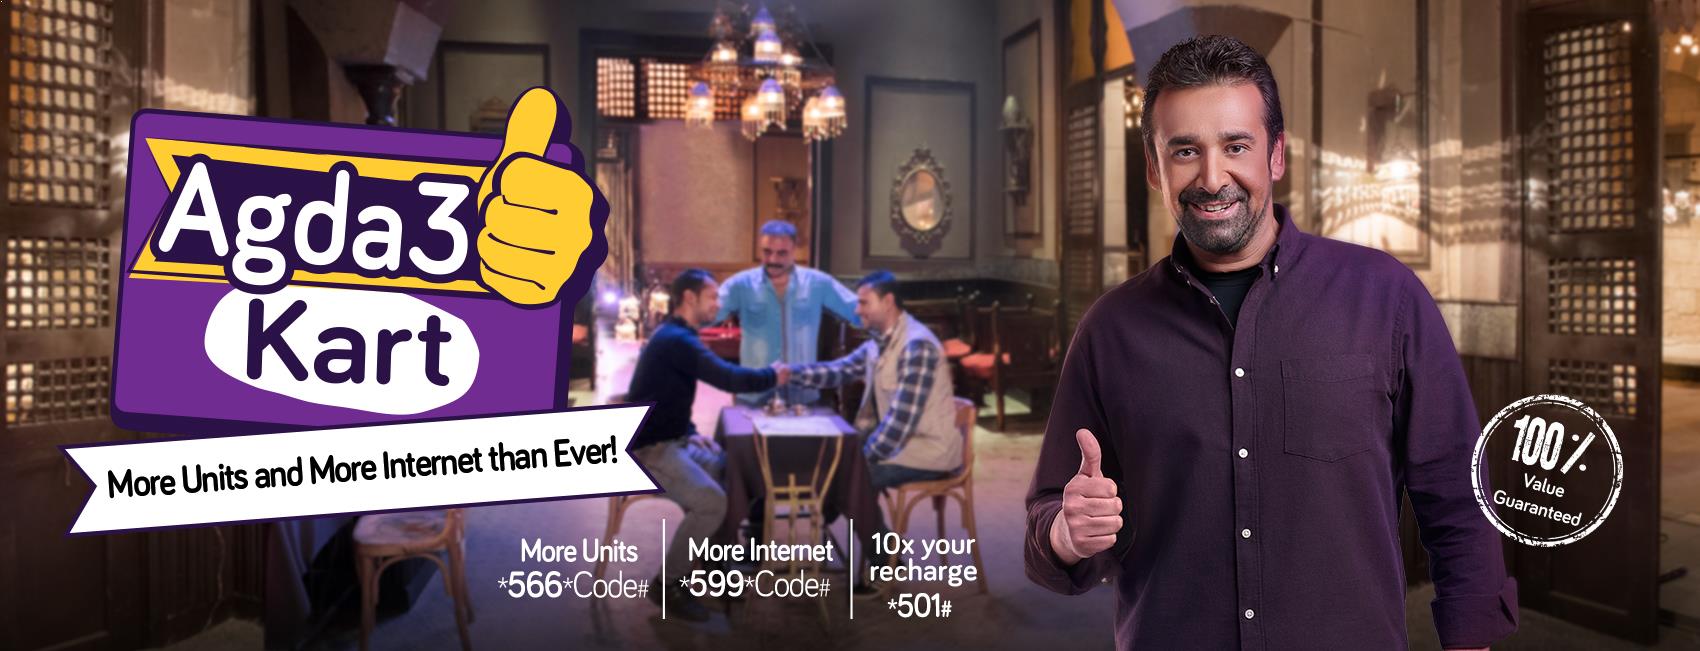 Agda3
Kart
More Units and More Internet than Ever!
More Units
*566*Code#
More Internet
*599*Code#
10x your
recharge
*501#
100%
Value
Guaranteed